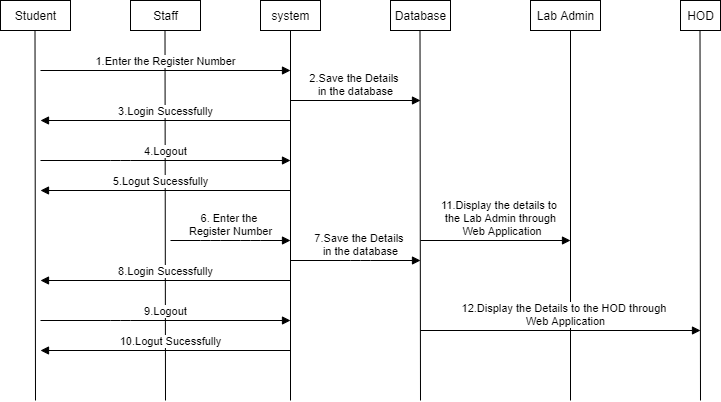 Student
Staff
system
Database
Lab Admin
HOD
1.Enter the Register Number
2.Save the Details
in the database
3.Login Sucessfully
4.Logout
5.Logut Sucessfully
6. Enter the
Register Number
11.Display the details to
the Lab Admin through
Web Application
7.Save the Details
in the database
8.Login Sucessfully
9.Logout
12.Display the Details to the HOD through
Web Application
10.Logut Sucessfully